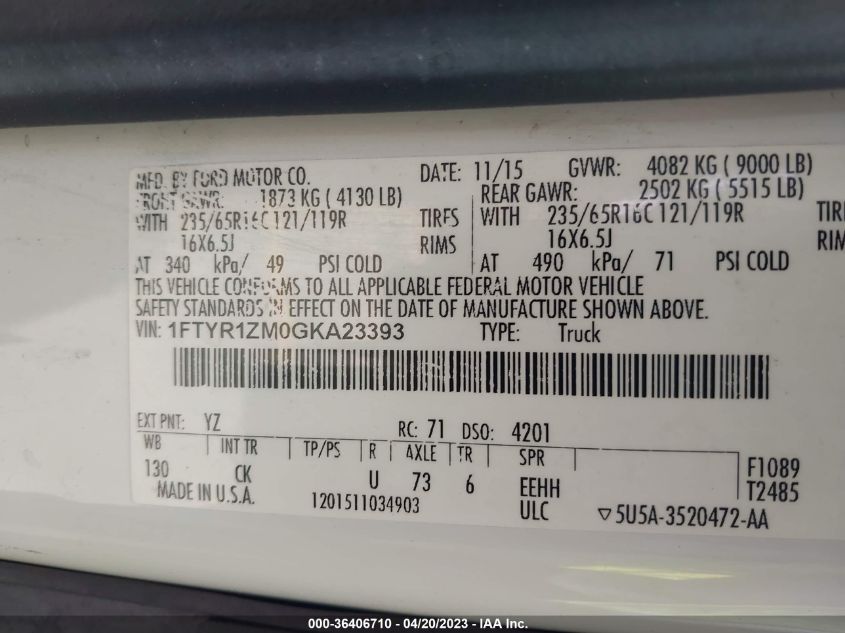 MFD. BY FORD MOTOR CO. DATE: 11/15 GVWR: 4082 KG ( 9000 LB)
FRONT GAWR: 1873 KG ( 4130 LB) REAR GAWR: 2502 KG ( 5515 LB)
WITH 235/65R16C 121/119R TIRES WITH 235/65R16C 121/119R TIRE
16X6.5J RIMS 16X6.5J RIM
AT 340 kPa/ 49 PSI COLD AT 490 kPa/ 71 PSI COLD
THIS VEHICLE CONFORMS TO ALL APPLICABLE FEDERAL MOTOR VEHICLE
SAFETY STANDARDS IN EFFECT ON THE DATE OF MANUFACTURE SHOWN ABOVE.
VIN: 1FTYR1ZM0GKA23393 TYPE: Truck
EXT PNT: YZ RC: 71 DSO: 4201
WB INT TR TP/PS R AXLE TR SPR F1089
130 CK U 73 6 EEHH T2485
MADE IN U.S.A. 1201511034903 ULC ▽5U5A-3520472-AA
000-36406710 - 04/20/2023 - IAA Inc.